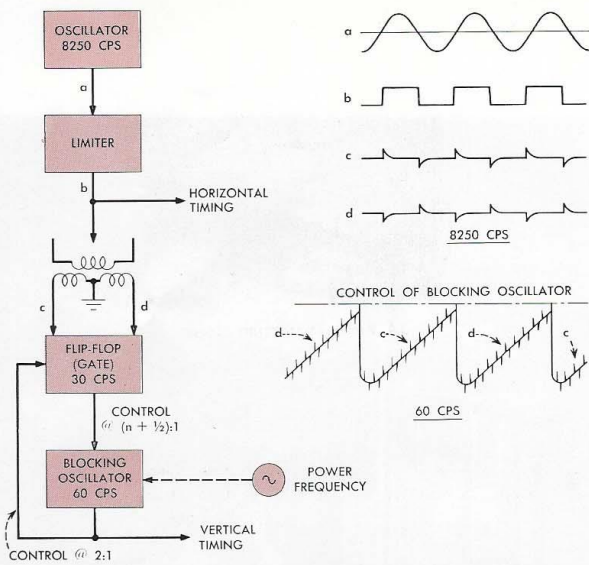 OSCILLATOR
8250 CPS
a
LIMITER
b
HORIZONTAL
TIMING
c
d
FLIP-FLOP
(GATE)
30 CPS
CONTROL
@ (n + ½):1
BLOCKING
OSCILLATOR
60 CPS
POWER
FREQUENCY
VERTICAL
TIMING
CONTROL @ 2:1
a
b
c
d
8250 CPS
CONTROL OF BLOCKING OSCILLATOR
d
c
d
c
60 CPS